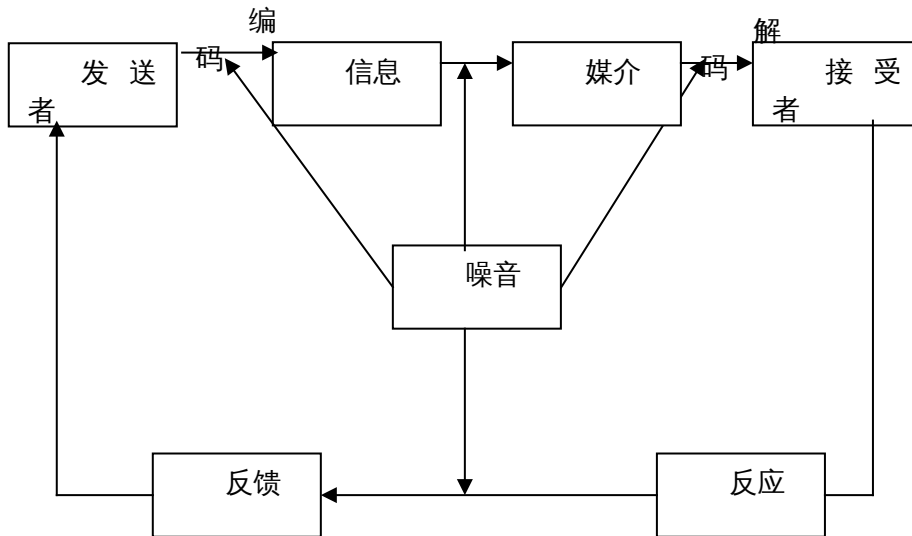 编
码
发 送
者
信息
媒介
解
码
接 受
者
噪音
反馈
反应